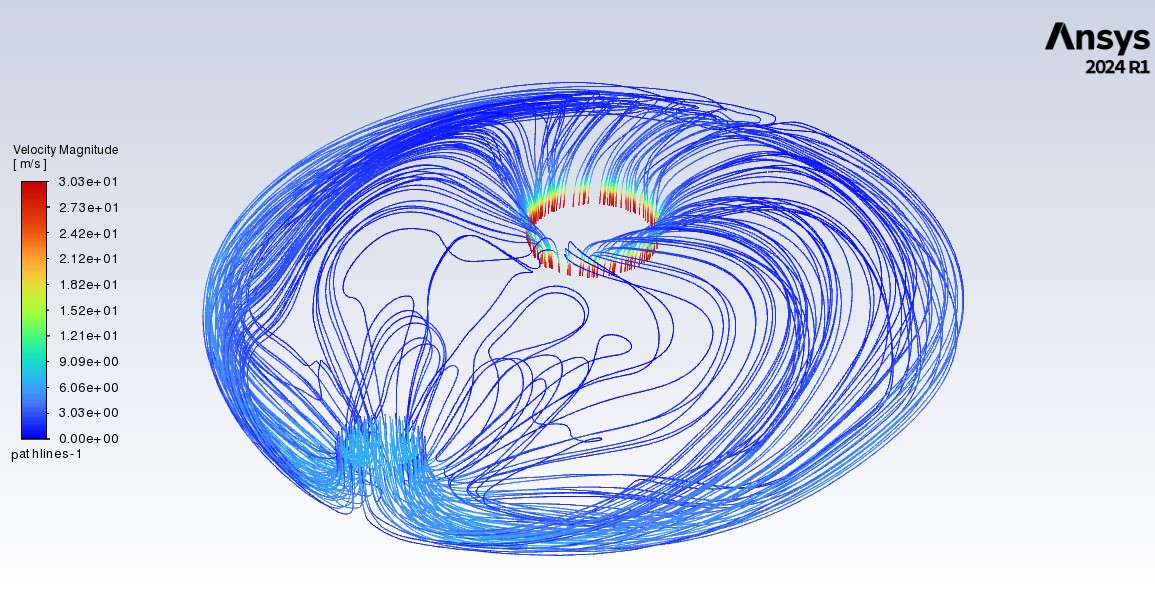 Ansys
2024 R1
Velocity Magnitude
[ m/s ]
3.03e+01
2.73e+01
2.42e+01
2.12e+01
1.82e+01
1.52e+01
1.21e+01
9.09e+00
6.06e+00
3.03e+00
0.00e+00
pathlines-1